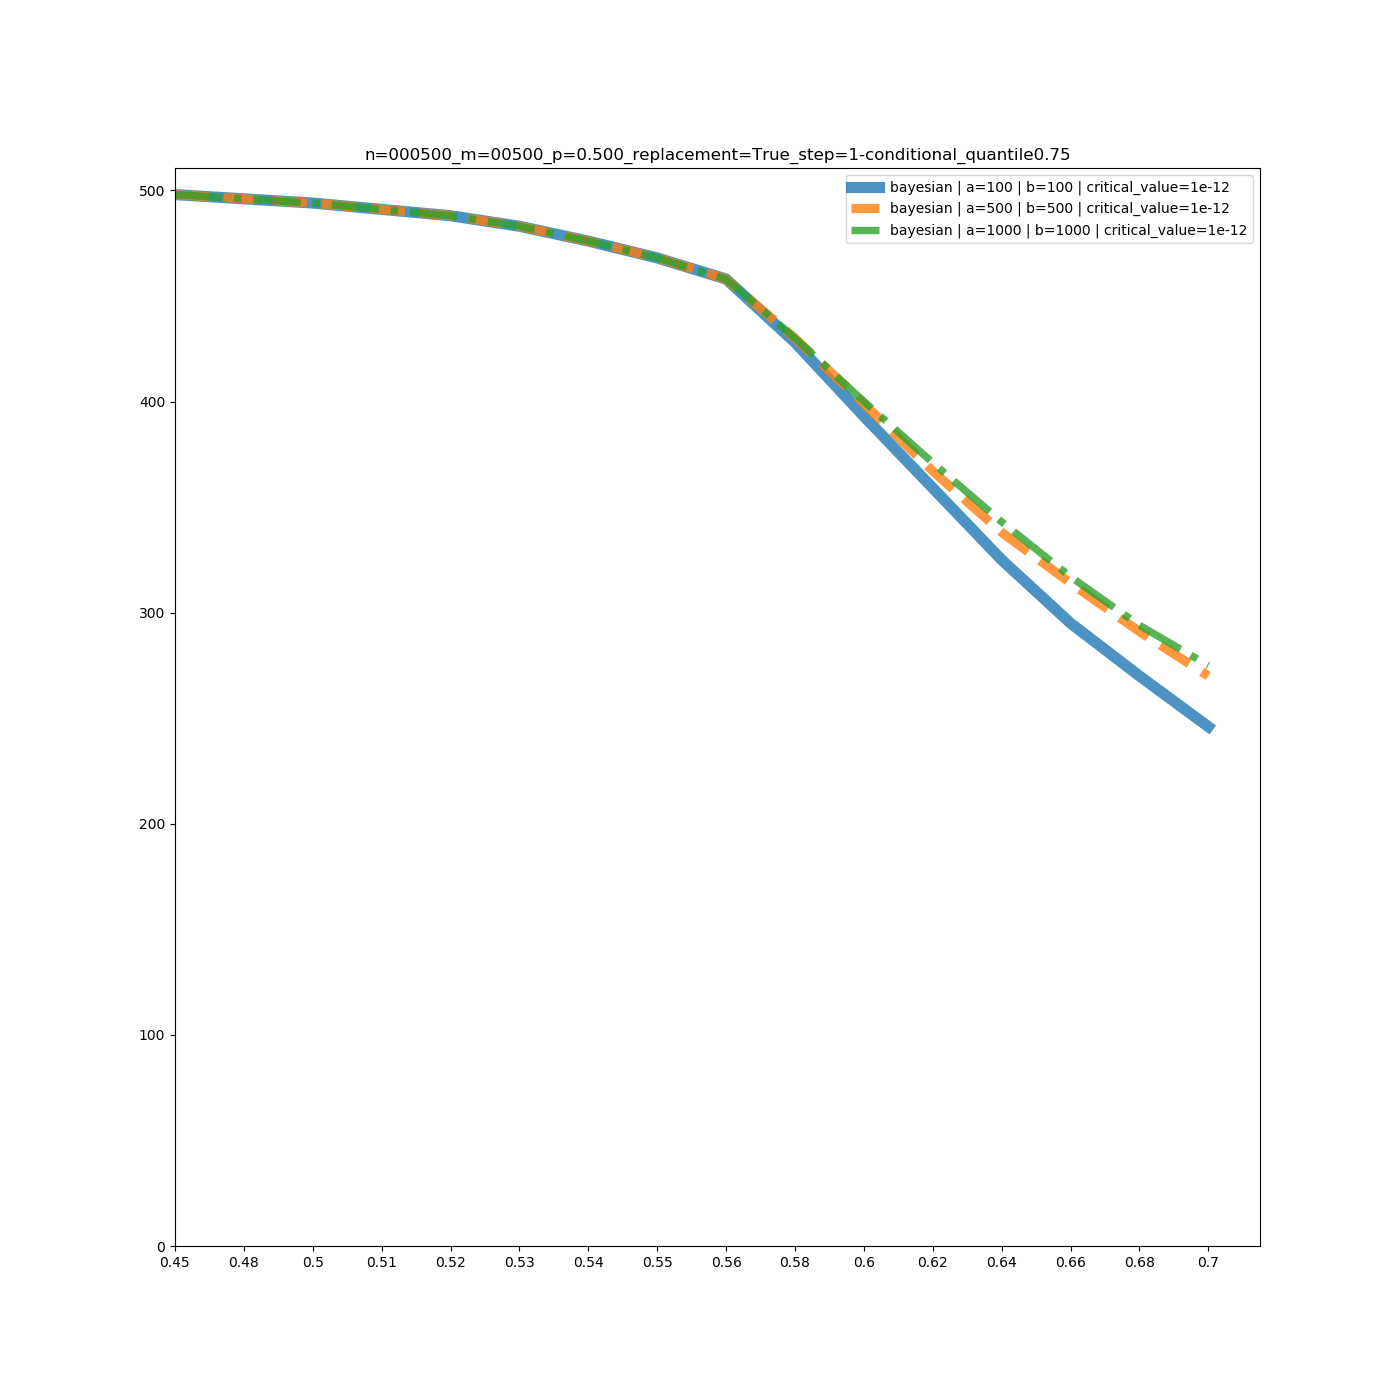 n=000500_m=00500_p=0.500_replacement=True_step=1-conditional_quantile0.75
bayesian | a=100 | b=100 | critical_value=1e-12
bayesian | a=500 | b=500 | critical_value=1e-12
bayesian | a=1000 | b=1000 | critical_value=1e-12
500
400
300
200
100
0
0.45 0.48 0.5 0.51 0.52 0.53 0.54 0.55 0.56 0.58 0.6 0.62 0.64 0.66 0.68 0.7